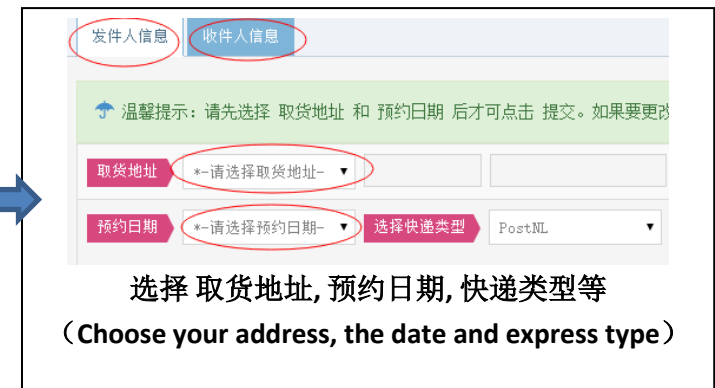 发件人信息 收件人信息
温馨提示：请先选择 取货地址 和 预约日期 后才可点击 提交。如果要更改
取货地址 *-请选择取货地址-
预约日期 *-请选择预约日期- 选择快递类型 PostNL
选择 取货地址, 预约日期, 快递类型等
（Choose your address, the date and express type）